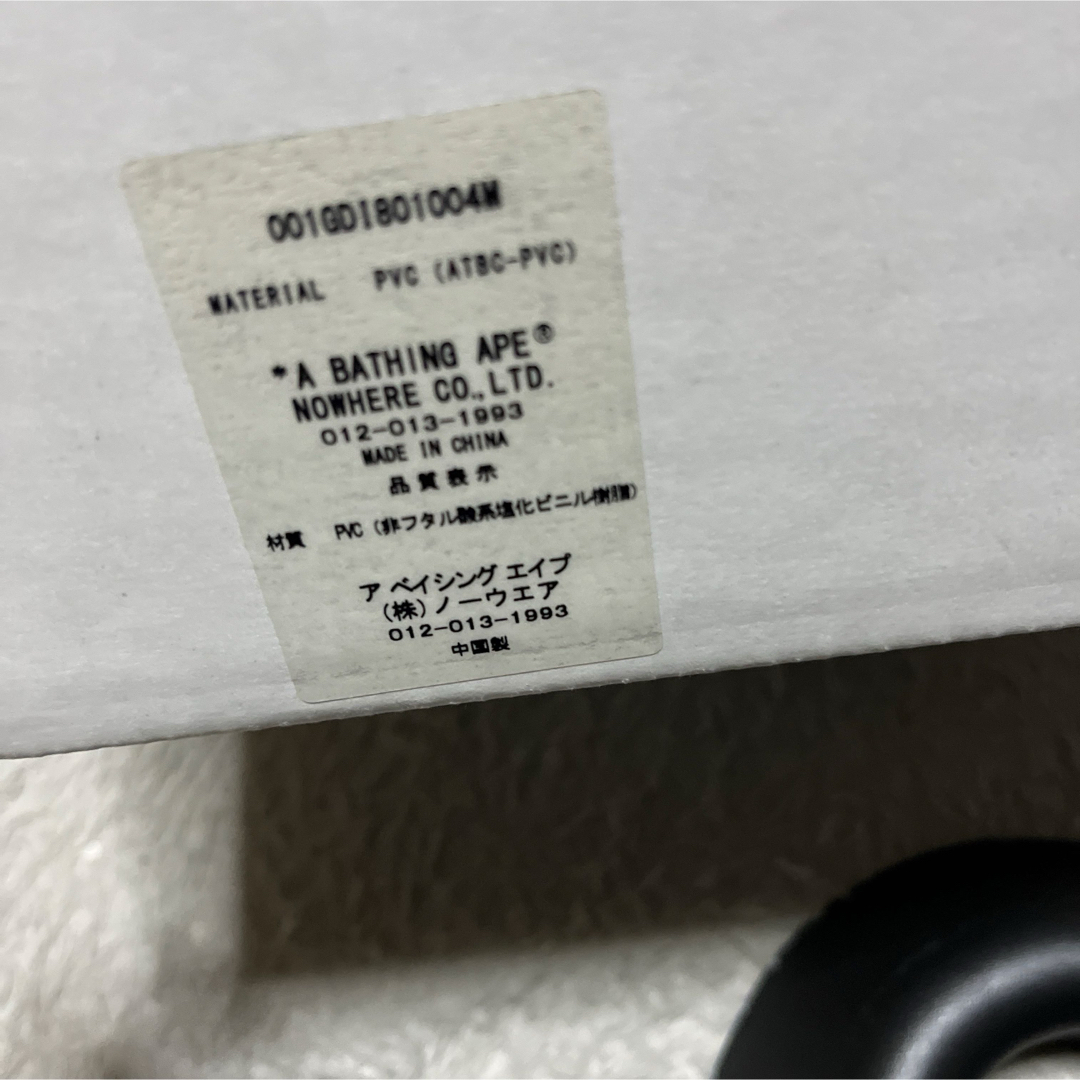 001GDI801004M
MATERIAL PVC (ATBC-PVC)
*A BATHING APE®
NOWHERE CO.,LTD.
012-013-1993
MADE IN CHINA
品質表示
材質 PVC (非フタル酸系塩化ビニル樹脂)
ア ベイシング エイプ
(株)ノーウエア
012-013-1993
中国製